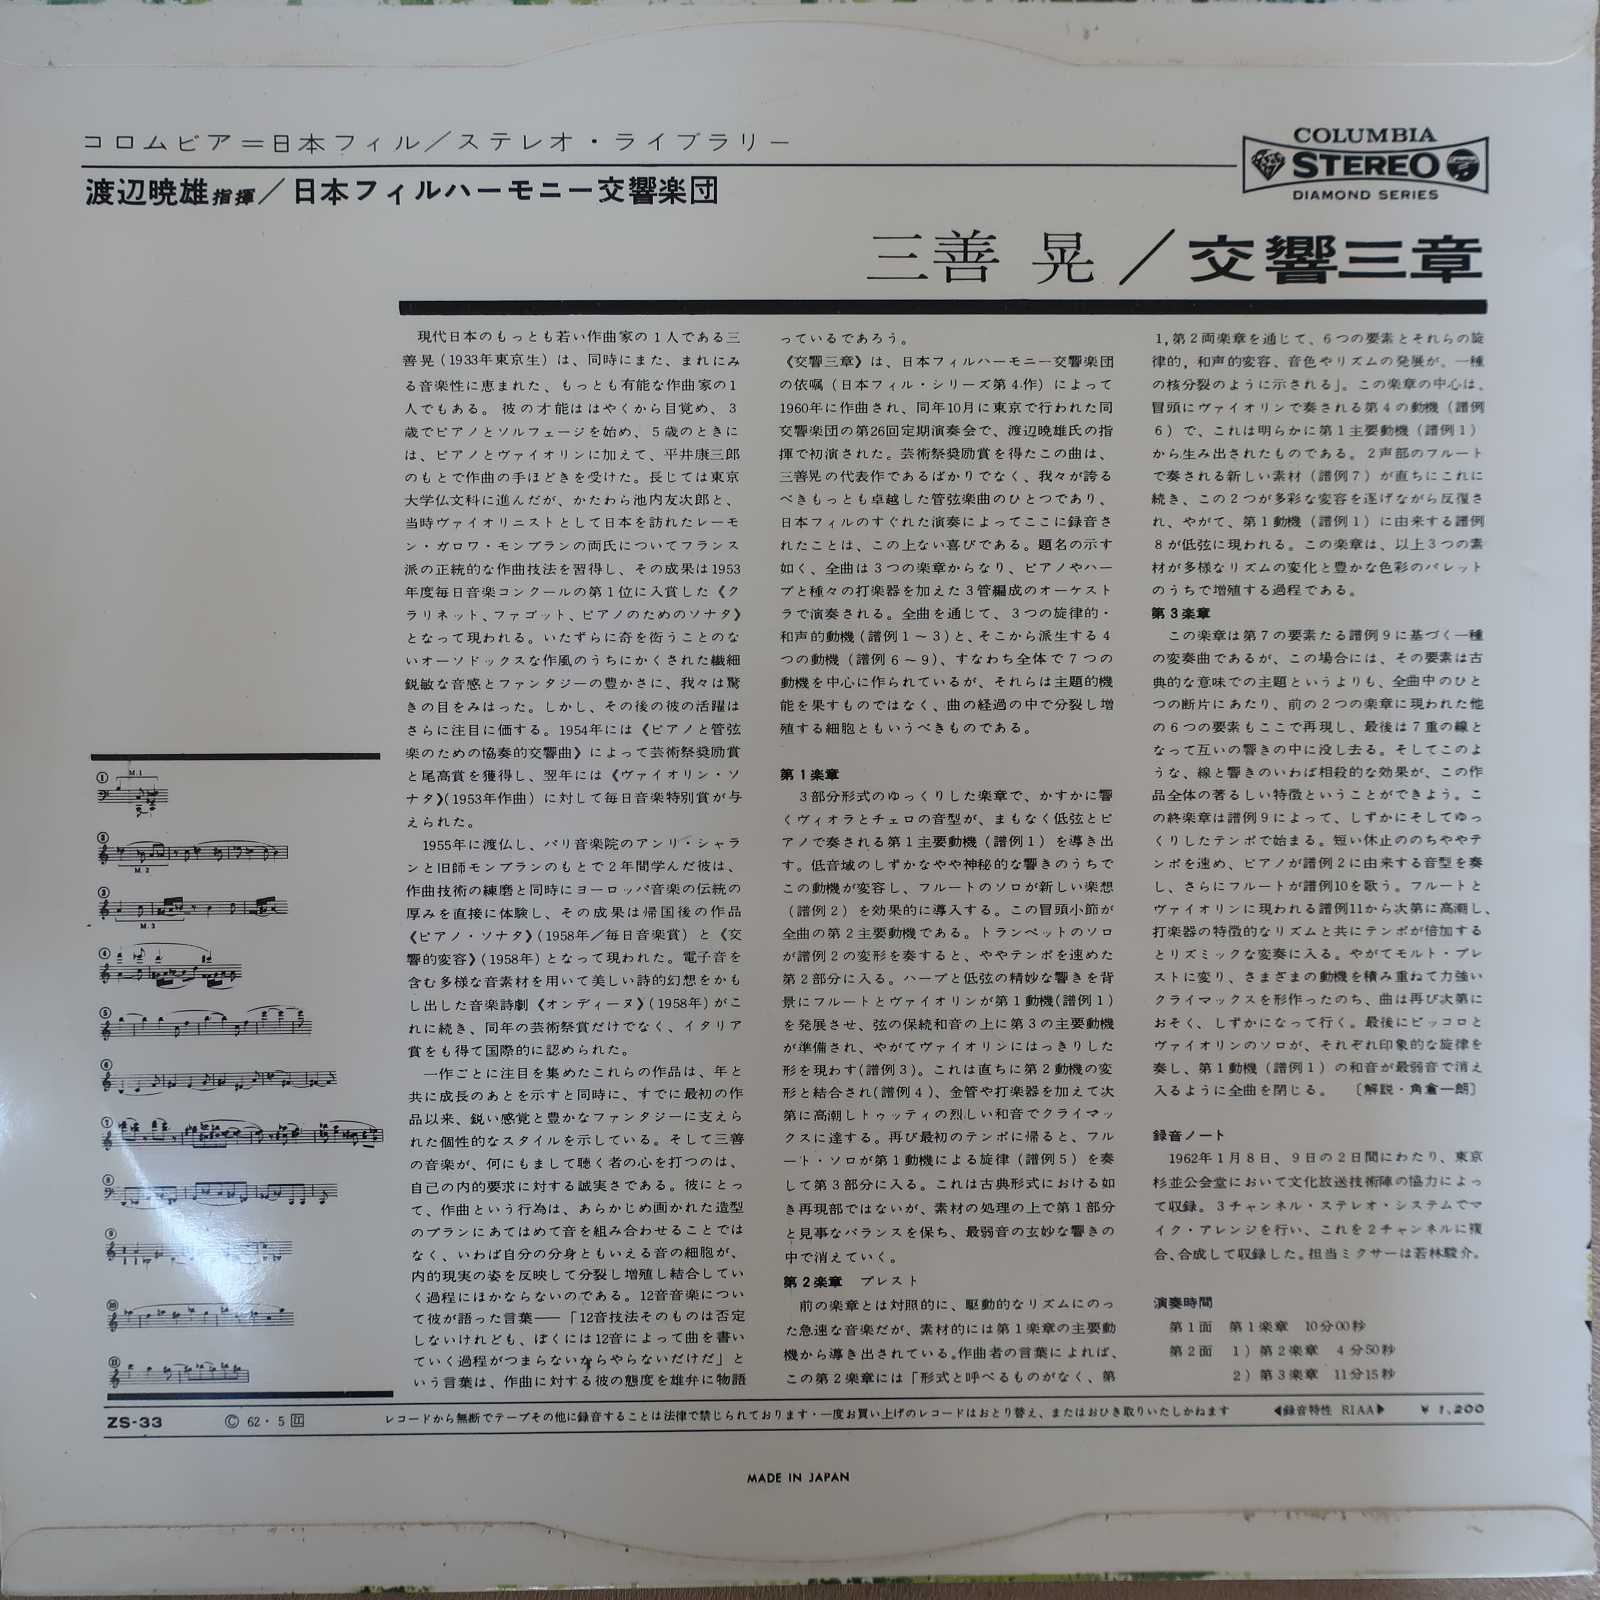 コロムビア＝日本フィル／ステレオ・ライブラリー
COLUMBIA
STEREO
DIAMOND SERIES
渡辺暁雄指揮／日本フィルハーモニー交響楽団
三善 晃／交響三章
現代日本のもっとも若い作曲家の１人である三
善晃（1933年東京生）は、同時にまた、まれにみ
る音楽性に恵まれた、もっとも有能な作曲家の１
人でもある。彼の才能ははやくから目覚め、３
歳でピアノとソルフェージを始め、５歳のときに
は、ピアノとヴァイオリンに加えて、平井康三郎
のもとで作曲の手ほどきを受けた。長じては東京
大学仏文科に進んだが、かたわら池内友次郎と、
当時ヴァイオリニストとして日本を訪れたレーモ
ン・ガロワ・モンブランの両氏についてフランス
派の正統的な作曲技法を習得し、その成果は1953
年度毎日音楽コンクールの第１位に入賞した《ク
ラリネット、ファゴット、ピアノのためのソナタ》
となって現われる。いたずらに奇を衒うことのな
いオーソドックスな作風のうちにかくされた繊細
鋭敏な音感とファンタジーの豊かさに、我々は驚
きの目をみはった。しかし、その後の彼の活躍は
さらに注目に価する。1954年には《ピアノと管弦
楽のための協奏的交響曲》によって芸術祭奨励賞
と尾高賞を獲得し、翌年には《ヴァイオリン・ソ
ナタ》（1953年作曲）に対して毎日音楽特別賞が与
えられた。
1955年に渡仏し、パリ音楽院のアンリ・シャラ
ンと旧師モンブランのもとで２年間学んだ彼は、
作曲技術の練磨と同時にヨーロッパ音楽の伝統の
厚みを直接に体験し、その成果は帰国後の作品
《ピアノ・ソナタ》（1958年／毎日音楽賞）と《交
響的変容》（1958年）となって現われた。電子音を
含む多様な音素材を用いて美しい詩的幻想をかも
し出した音楽詩劇《オンディーヌ》（1958年）がこ
れに続き、同年の芸術祭賞だけでなく、イタリア
賞をも得て国際的に認められた。
一作ごとに注目を集めたこれらの作品は、年と
共に成長のあとを示すと同時に、すでに最初の作
品以来、鋭い感覚と豊かなファンタジーに支えら
れた個性的なスタイルを示している。そして三善
の音楽が、何にもまして聴く者の心を打つのは、
自己の内的要求に対する誠実さである。彼にとっ
て、作曲という行為は、あらかじめ画かれた造型
のプランにあてはめて音を組み合わせることでは
なく、いわば自分の分身ともいえる音の細胞が、
内的現実の姿を反映して分裂し増殖し結合してい
く過程にほかならないのである。12音音楽につい
て彼が語った言葉――「12音技法そのものは否定
しないけれども、ぼくには12音によって曲を書い
ていく過程がつまらないからやらないだけだ」と
いう言葉は、作曲に対する彼の態度を雄弁に物語
っているであろう。
《交響三章》は、日本フィルハーモニー交響楽団
の依嘱（日本フィル・シリーズ第４作）によって
1960年に作曲され、同年10月に東京で行われた同
交響楽団の第26回定期演奏会で、渡辺暁雄氏の指
揮で初演された。芸術祭奨励賞を得たこの曲は、
三善晃の代表作であるばかりでなく、我々が誇る
べきもっとも卓越した管弦楽曲のひとつであり、
日本フィルのすぐれた演奏によってここに録音さ
れたことは、この上ない喜びである。題名の示す
如く、全曲は３つの楽章からなり、ピアノやハー
プと種々の打楽器を加えた３管編成のオーケスト
ラで演奏される。全曲を通じて、３つの旋律的・
和声的動機（譜例１～３）と、そこから派生する４
つの動機（譜例６～９）、すなわち全体で７つの
動機を中心に作られているが、それらは主題的機
能を果すものではなく、曲の経過の中で分裂し増
殖する細胞ともいうべきものである。
第１楽章
３部分形式のゆっくりした楽章で、かすかに響
くヴィオラとチェロの音型が、まもなく低弦とピ
アノで奏される第１主要動機（譜例１）を導き出
す。低音域のしずかなやや神秘的な響きのうちで
この動機が変容し、フルートのソロが新しい楽想
（譜例２）を効果的に導入する。この冒頭小節が
全曲の第２主要動機である。トランペットのソロ
が譜例２の変形を奏すると、ややテンポを速めた
第２部分に入る。ハープと低弦の精妙な響きを背
景にフルートとヴァイオリンが第１動機（譜例１）
を発展させ、弦の保続和音の上に第３の主要動機
が準備され、やがてヴァイオリンにはっきりした
形を現わす（譜例３）。これは直ちに第２動機の変
形と結合され（譜例４）、金管や打楽器を加えて次
第に高潮しトゥッティの烈しい和音でクライマッ
クスに達する。再び最初のテンポに帰ると、フル
ート・ソロが第１動機による旋律（譜例５）を奏
して第３部分に入る。これは古典形式における如
き再現部ではないが、素材の処理の上で第１部分
と見事なバランスを保ち、最弱音の玄妙な響きの
中で消えていく。
第２楽章　プレスト
前の楽章とは対照的に、駆動的なリズムにのっ
た急速な音楽だが、素材的には第１楽章の主要動
機から導き出されている。作曲者の言葉によれば、
この第２楽章には「形式と呼べるものがなく、第
１，第２両楽章を通じて、６つの要素とそれらの旋
律的，和声的変容、音色やリズムの発展が、一種
の核分裂のように示される」。この楽章の中心は、
冒頭にヴァイオリンで奏される第４の動機（譜例
６）で、これは明らかに第１主要動機（譜例１）
から生み出されたものである。２声部のフルート
で奏される新しい素材（譜例７）が直ちにこれに
続き、この２つが多彩な変容を遂げながら反復さ
れ、やがて、第１動機（譜例１）に由来する譜例
８が低弦に現われる。この楽章は、以上３つの素
材が多様なリズムの変化と豊かな色彩のパレット
のうちで増殖する過程である。
第３楽章
この楽章は第７の要素たる譜例９に基づく一種
の変奏曲であるが、この場合には、その要素は古
典的な意味での主題というよりも、全曲中のひと
つの断片にあたり、前の２つの楽章に現われた他
の６つの要素もここで再現し、最後は７重の線と
なって互いの響きの中に没し去る。そしてこのよ
うな、線と響きのいわば相殺的な効果が、この作
品全体の著るしい特徴ということができよう。こ
の終楽章は譜例９によって、しずかにそしてゆっ
くりしたテンポで始まる。短い休止ののちややテ
ンポを速め、ピアノが譜例２に由来する音型を奏
し、さらにフルートが譜例10を歌う。フルートと
ヴァイオリンに現われる譜例11から次第に高潮し、
打楽器の特徴的なリズムと共にテンポが倍加する
とリズミックな変奏に入る。やがてモルト・プレ
ストに変り、さまざまの動機を積み重ねて力強い
クライマックスを形作ったのち、曲は再び次第に
おそく、しずかになって行く。最後にピッコロと
ヴァイオリンのソロが、それぞれ印象的な旋律を
奏し、第１動機（譜例１）の和音が最弱音で消え
入るように全曲を閉じる。　〔解説・角倉一朗〕
録音ノート
1962年１月８日、９日の２日間にわたり、東京
杉並公会堂において文化放送技術陣の協力によっ
て収録。３チャンネル・ステレオ・システムでマ
イク・アレンジを行い、これを２チャンネルに複
合、合成して収録した。担当ミクサーは若林駿介。
演奏時間
第１面　第１楽章　10分00秒
第２面　１）第２楽章　４分50秒
２）第３楽章　11分15秒
① M.1
② M.2
③ M.3
④
⑤
⑥
⑦
⑧
⑨
⑩
⑪
ZS-33　Ⓒ 62・5　レコードから無断でテープその他に録音することは法律で禁じられております・一度お買い上げのレコードはおとり替え、またはおひき取りいたしかねます　◀録音特性 RIAA▶　￥1,200
MADE IN JAPAN